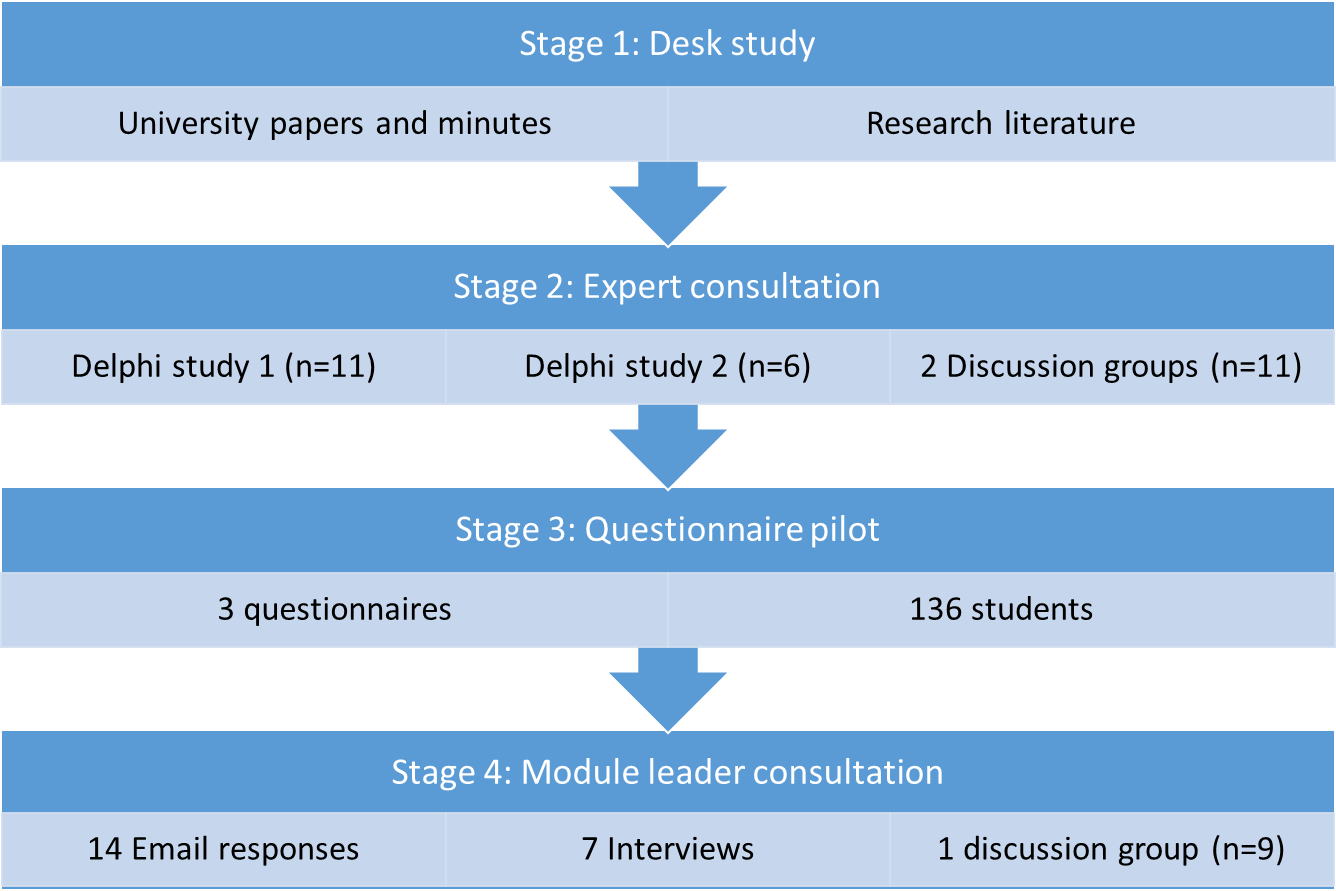 Stage 1: Desk study
University papers and minutes
Research literature
Stage 2: Expert consultation
Delphi study 1 (n=11)
Delphi study 2 (n=6)
2 Discussion groups (n=11)
Stage 3: Questionnaire pilot
3 questionnaires
136 students
Stage 4: Module leader consultation
14 Email responses
7 Interviews
1 discussion group (n=9)